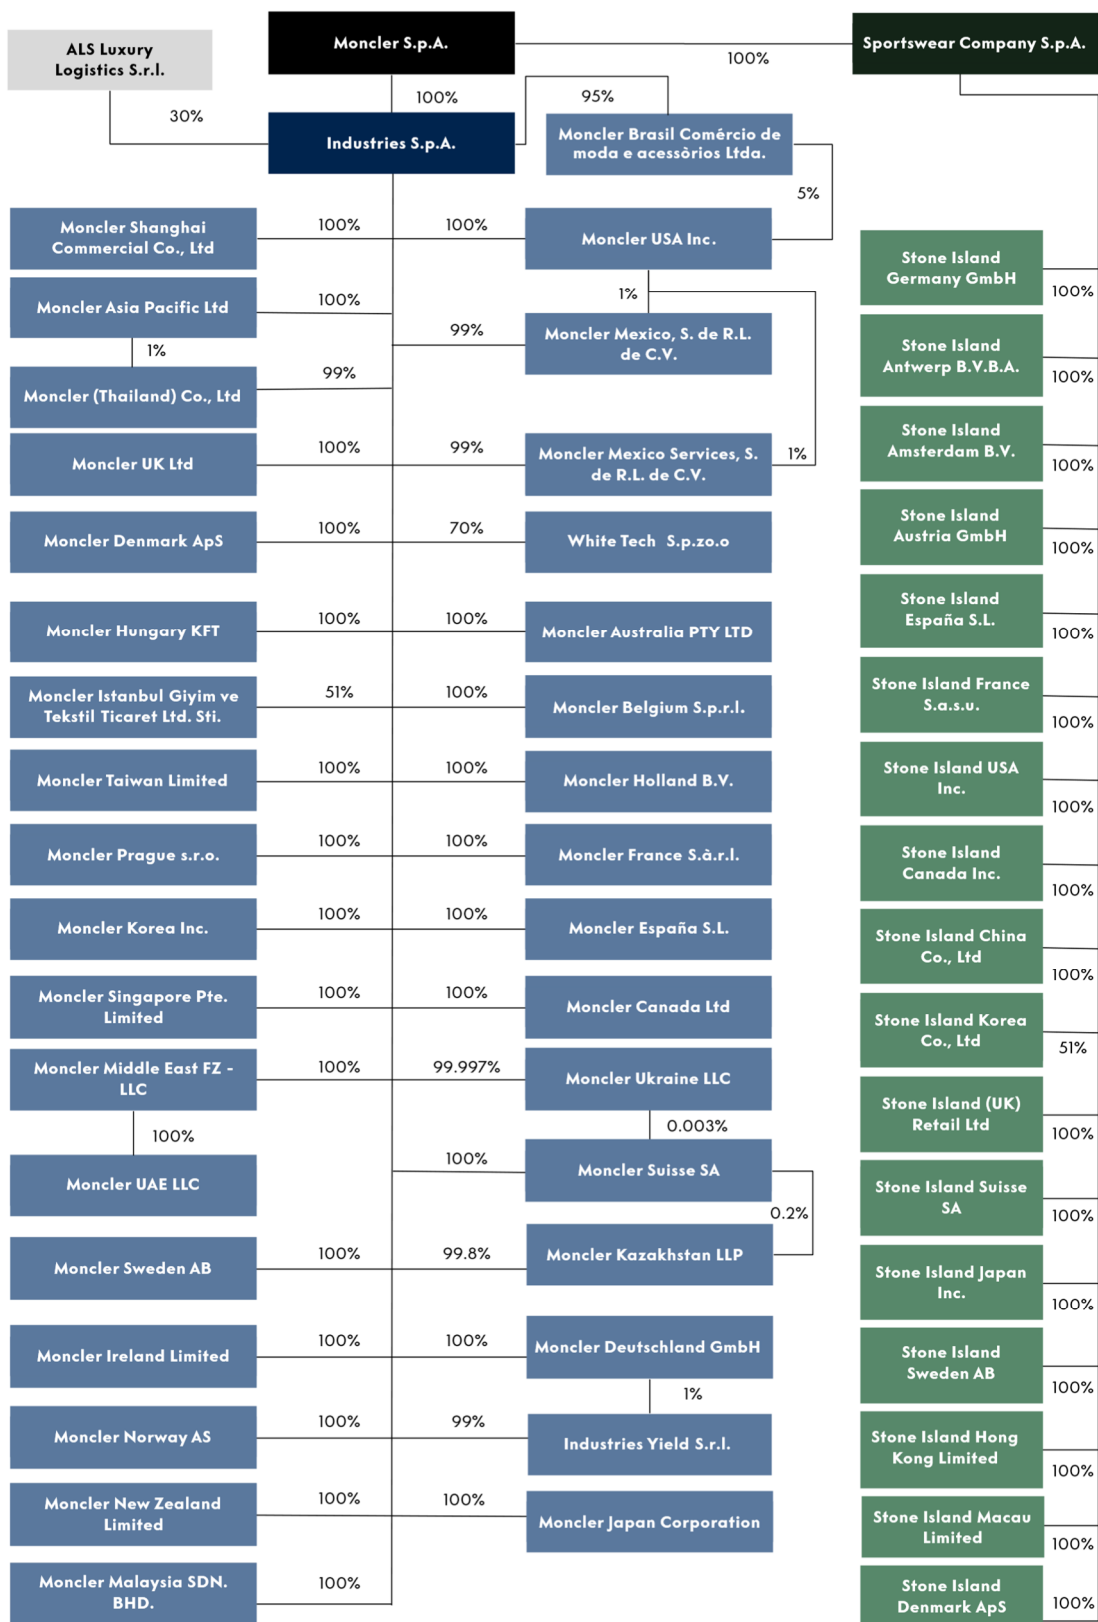 ALS Luxury
Logistics S.r.l.
Moncler S.p.A.
Sportswear Company S.p.A.
100%
100%
95%
30%
Industries S.p.A.
Moncler Brasil Comércio de
moda e acessòrios Ltda.
5%
Moncler Shanghai
Commercial Co., Ltd
100%
100%
Moncler USA Inc.
Moncler Asia Pacific Ltd
100%
1%
1%
99%
Moncler Mexico, S. de R.L.
de C.V.
Moncler (Thailand) Co., Ltd
99%
Moncler UK Ltd
100%
99%
Moncler Mexico Services, S.
de R.L. de C.V.
1%
Moncler Denmark ApS
100%
70%
White Tech S.p.zo.o
Moncler Hungary KFT
100%
100%
Moncler Australia PTY LTD
Moncler Istanbul Giyim ve
Tekstil Ticaret Ltd. Sti.
51%
100%
Moncler Belgium S.p.r.l.
Moncler Taiwan Limited
100%
100%
Moncler Holland B.V.
Moncler Prague s.r.o.
100%
100%
Moncler France S.à.r.l.
Moncler Korea Inc.
100%
100%
Moncler España S.L.
Moncler Singapore Pte.
Limited
100%
100%
Moncler Canada Ltd
Moncler Middle East FZ -
LLC
100%
99.997%
Moncler Ukraine LLC
100%
0.003%
Moncler UAE LLC
100%
Moncler Suisse SA
0.2%
Moncler Sweden AB
100%
99.8%
Moncler Kazakhstan LLP
Moncler Ireland Limited
100%
100%
Moncler Deutschland GmbH
1%
Moncler Norway AS
100%
99%
Industries Yield S.r.l.
Moncler New Zealand
Limited
100%
100%
Moncler Japan Corporation
Moncler Malaysia SDN.
BHD.
100%
Stone Island
Germany GmbH
100%
Stone Island
Antwerp B.V.B.A.
100%
Stone Island
Amsterdam B.V.
100%
Stone Island
Austria GmbH
100%
Stone Island
España S.L.
100%
Stone Island France
S.a.s.u.
100%
Stone Island USA
Inc.
100%
Stone Island
Canada Inc.
100%
Stone Island China
Co., Ltd
100%
Stone Island Korea
Co., Ltd
51%
Stone Island (UK)
Retail Ltd
100%
Stone Island Suisse
SA
100%
Stone Island Japan
Inc.
100%
Stone Island
Sweden AB
100%
Stone Island Hong
Kong Limited
100%
Stone Island Macau
Limited
100%
Stone Island
Denmark ApS
100%